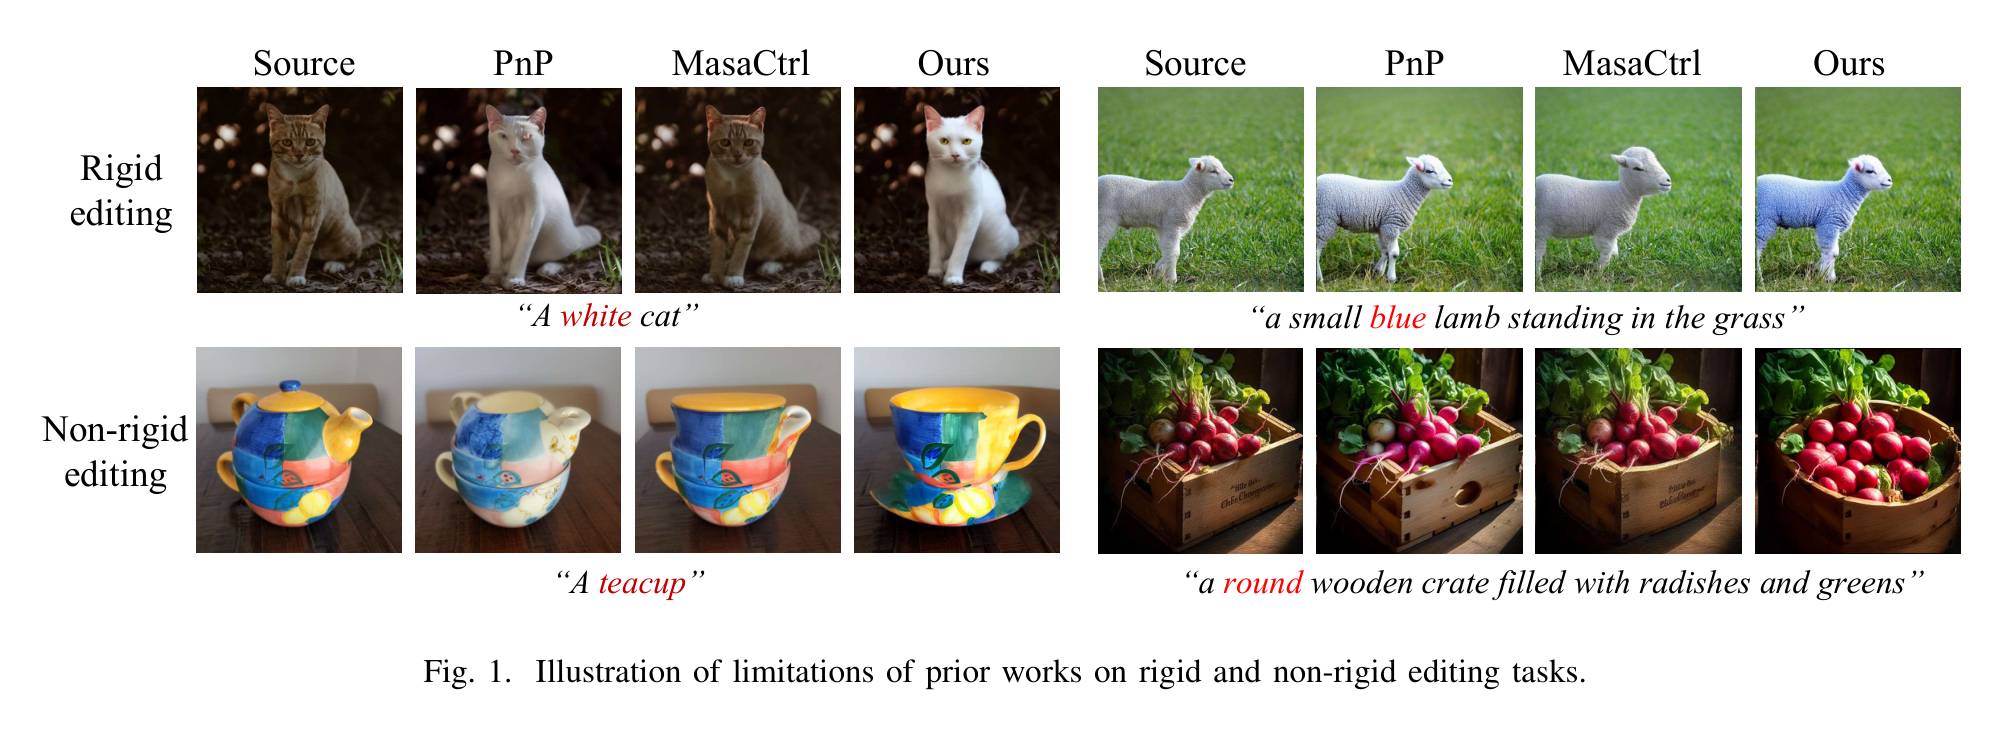 Source PnP MasaCtrl Ours Source PnP MasaCtrl Ours
Rigid
editing
“A white cat” “a small blue lamb standing in the grass”
Non-rigid
editing
“A teacup” “a round wooden crate filled with radishes and greens”
Fig. 1. Illustration of limitations of prior works on rigid and non-rigid editing tasks.